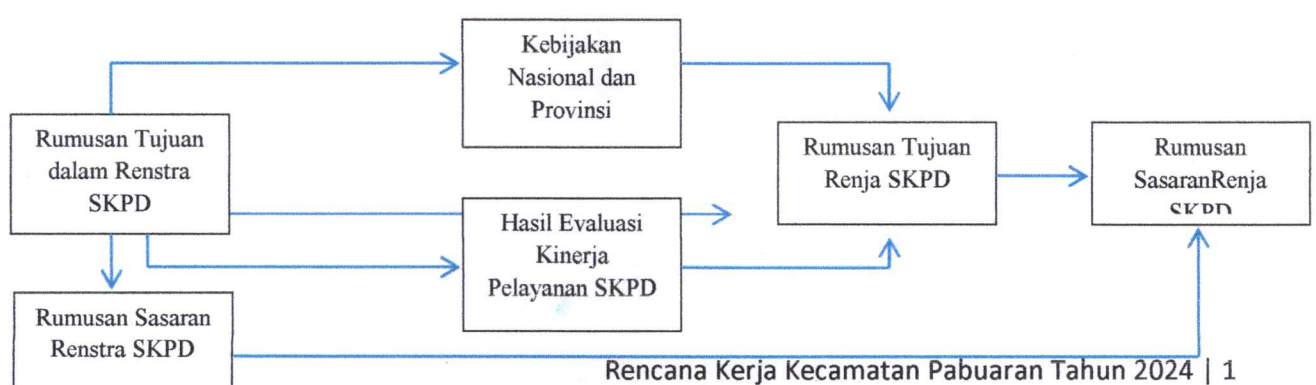 Kebijakan
Nasional dan
Provinsi
Rumusan Tujuan
dalam Renstra
SKPD
Rumusan Tujuan
Renja SKPD
Rumusan
SasaranRenja
SKPD
Hasil Evaluasi
Kinerja
Pelayanan SKPD
Rumusan Sasaran
Renstra SKPD
Rencana Kerja Kecamatan Pabuaran Tahun 2024 | 1